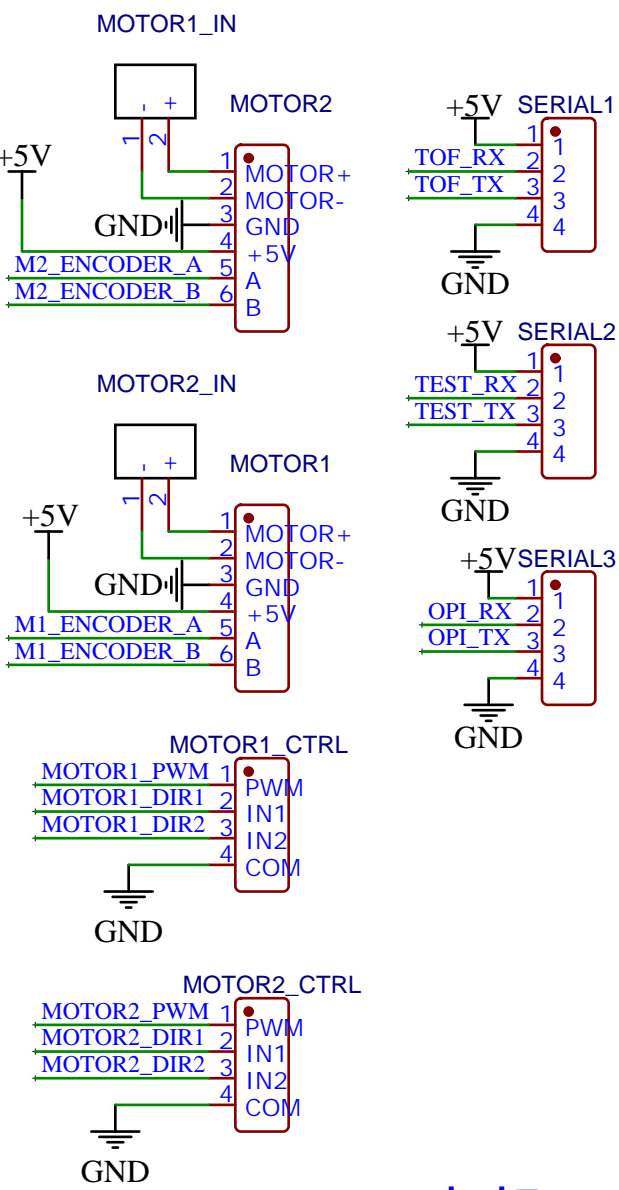 MOTOR1_IN
- +
1 2
MOTOR2
+5V
1 MOTOR+
2 MOTOR-
GND 3 GND
4 +5V
M2_ENCODER_A 5 A
M2_ENCODER_B 6 B
MOTOR2_IN
- +
1 2
MOTOR1
+5V
1 MOTOR+
2 MOTOR-
GND 3 GND
4 +5V
M1_ENCODER_A 5 A
M1_ENCODER_B 6 B
MOTOR1_CTRL
MOTOR1_PWM 1 PWM
MOTOR1_DIR1 2 IN1
MOTOR1_DIR2 3 IN2
4 COM
GND
MOTOR2_CTRL
MOTOR2_PWM 1 PWM
MOTOR2_DIR1 2 IN1
MOTOR2_DIR2 3 IN2
4 COM
GND
+5V SERIAL1
1 1
TOF_RX 2 2
TOF_TX 3 3
4 4
GND
+5V SERIAL2
1 1
TEST_RX 2 2
TEST_TX 3 3
4 4
GND
+5V SERIAL3
1 1
OPI_RX 2 2
OPI_TX 3 3
4 4
GND